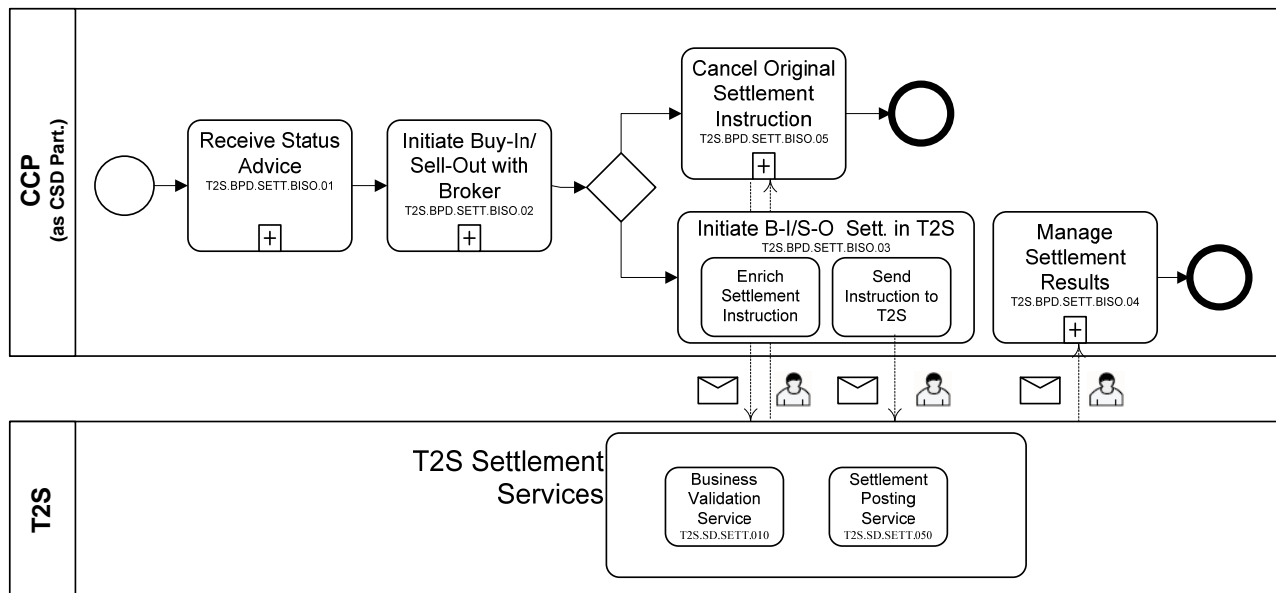 CCP
(as CSD Part.)
Receive Status
Advice
T2S.BPD.SETT.BISO.01
Initiate Buy-In/
Sell-Out with
Broker
T2S.BPD.SETT.BISO.02
Cancel Original
Settlement
Instruction
T2S.BPD.SETT.BISO.05
Initiate B-I/S-O Sett. in T2S
T2S.BPD.SETT.BISO.03
Enrich
Settlement
Instruction
Send
Instruction to
T2S
Manage
Settlement
Results
T2S.BPD.SETT.BISO.04
T2S
T2S Settlement
Services
Business
Validation
Service
T2S.SD.SETT.010
Settlement
Posting
Service
T2S.SD.SETT.050